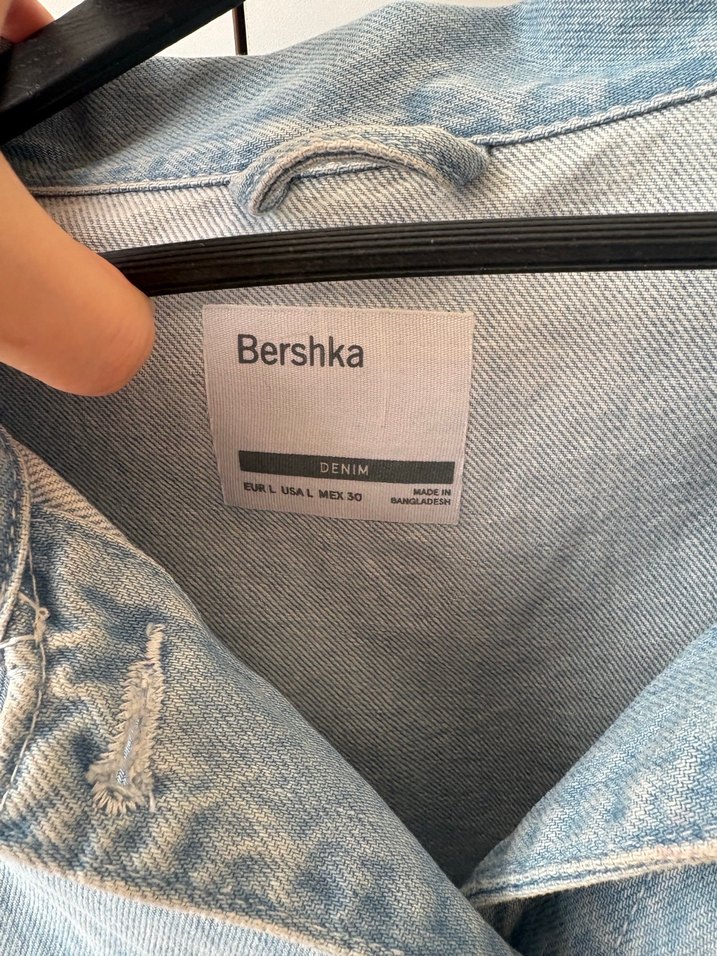 Bershka
DENIM
EUR L USA L MEX 30
MADE IN
BANGLADESH